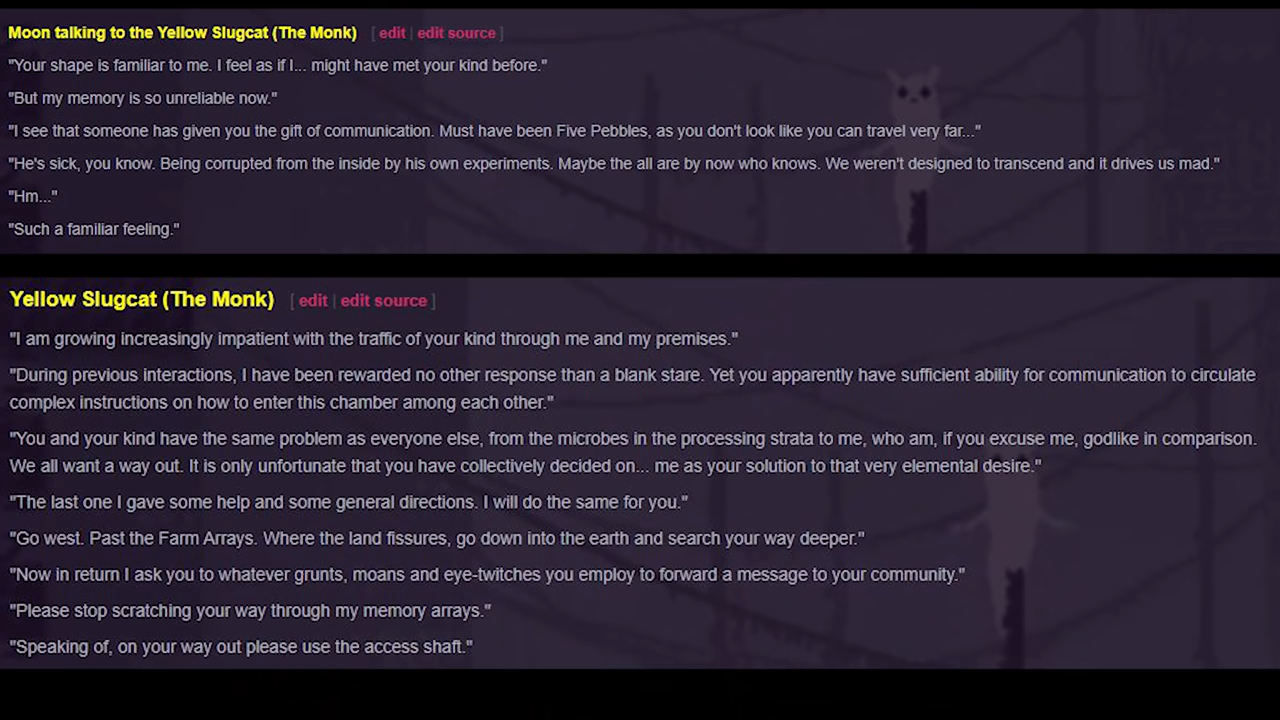 Moon talking to the Yellow Slugcat (The Monk) [ edit | edit source ]
"Your shape is familiar to me. I feel as if I... might have met your kind before."
"But my memory is so unreliable now."
"I see that someone has given you the gift of communication. Must have been Five Pebbles, as you don't look like you can travel very far..."
"He's sick, you know. Being corrupted from the inside by his own experiments. Maybe the all are by now who knows. We weren't designed to transcend and it drives us mad."
"Hm..."
"Such a familiar feeling."
Yellow Slugcat (The Monk) [ edit | edit source ]
"I am growing increasingly impatient with the traffic of your kind through me and my premises."
"During previous interactions, I have been rewarded no other response than a blank stare. Yet you apparently have sufficient ability for communication to circulate
complex instructions on how to enter this chamber among each other."
"You and your kind have the same problem as everyone else, from the microbes in the processing strata to me, who am, if you excuse me, godlike in comparison.
We all want a way out. It is only unfortunate that you have collectively decided on... me as your solution to that very elemental desire."
"The last one I gave some help and some general directions. I will do the same for you."
"Go west. Past the Farm Arrays. Where the land fissures, go down into the earth and search your way deeper."
"Now in return I ask you to whatever grunts, moans and eye-twitches you employ to forward a message to your community."
"Please stop scratching your way through my memory arrays."
"Speaking of, on your way out please use the access shaft."